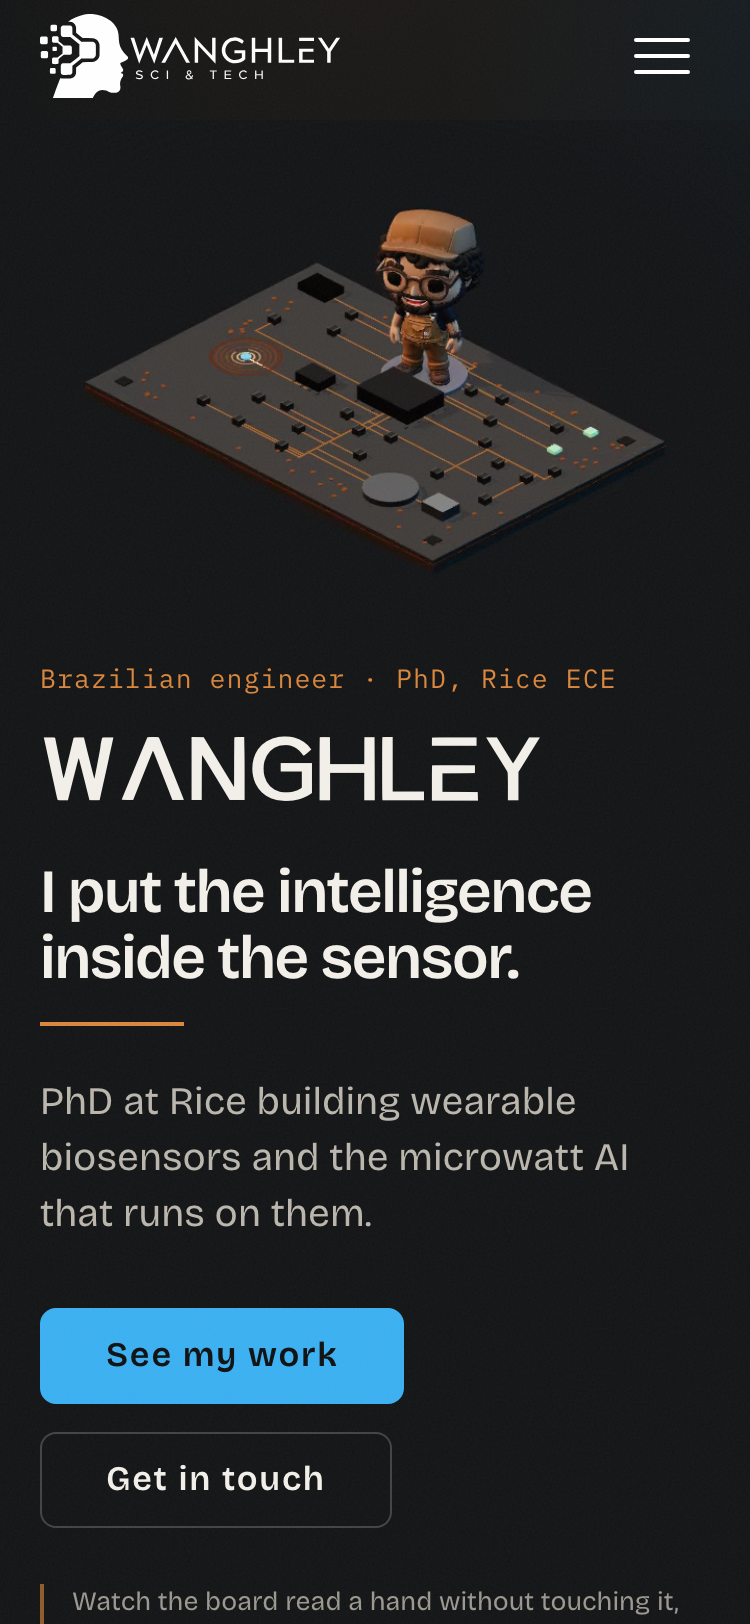 WANGHLEY
SCI & TECH
Brazilian engineer · PhD, Rice ECE
WANGHLEY
I put the intelligence
inside the sensor.
PhD at Rice building wearable
biosensors and the microwatt AI
that runs on them.
See my work
Get in touch
Watch the board read a hand without touching it,